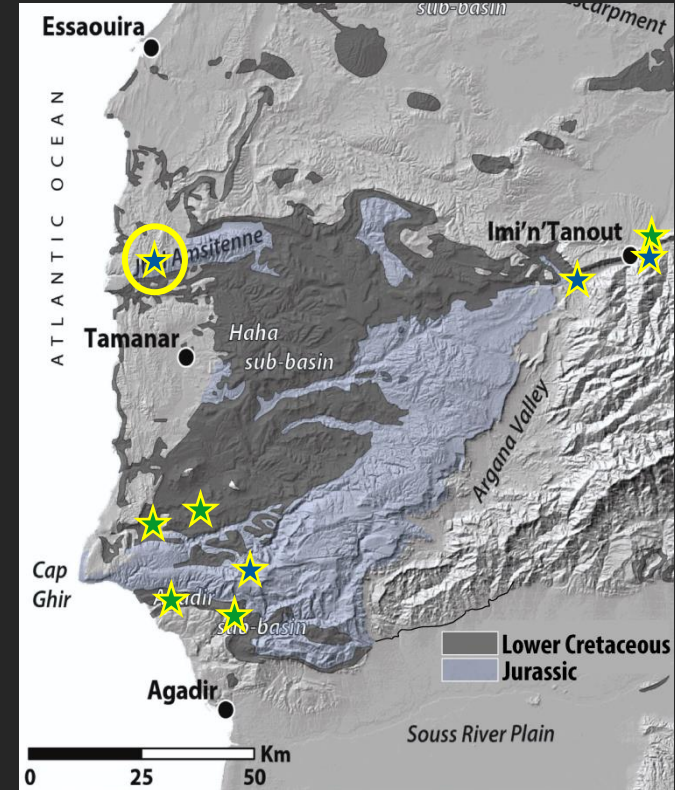 sub-basin
scarpment
Essaouira
ATLANTIC OCEAN
Imi'n'Tanout
Amsitenne
Tamanar
Haha
sub-basin
Argana Valley
Cap
Ghir
Agadir
sub-basin
Lower Cretaceous
Jurassic
Agadir
Souss River Plain
Km
0 25 50